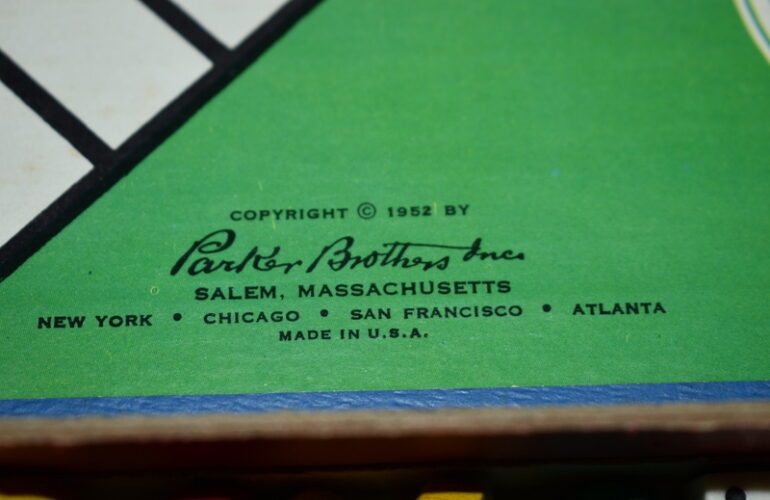 COPYRIGHT © 1952 BY
Parker Brothers Inc.
SALEM, MASSACHUSETTS
NEW YORK • CHICAGO • SAN FRANCISCO • ATLANTA
MADE IN U.S.A.